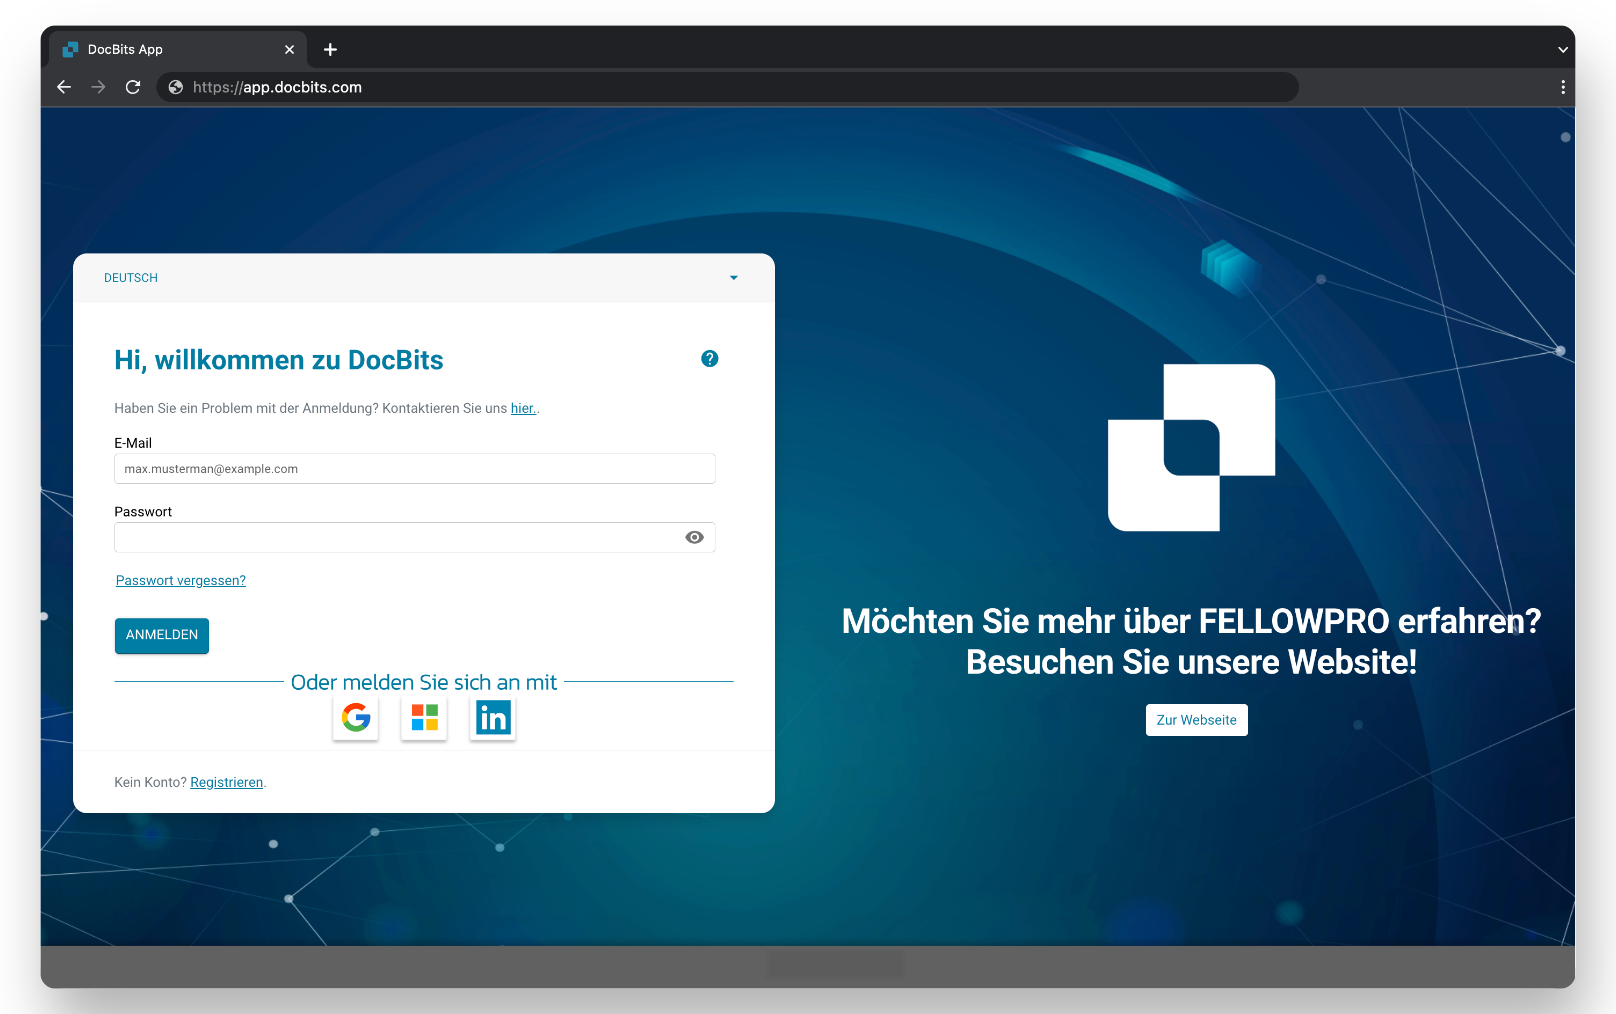 DocBits App
https://app.docbits.com
DEUTSCH
Hi, willkommen zu DocBits
Haben Sie ein Problem mit der Anmeldung? Kontaktieren Sie uns hier..
E-Mail
max.musterman@example.com
Passwort
Passwort vergessen?
ANMELDEN
Oder melden Sie sich an mit
in
Kein Konto? Registrieren.
Möchten Sie mehr über FELLOWPRO erfahren?
Besuchen Sie unsere Website!
Zur Webseite